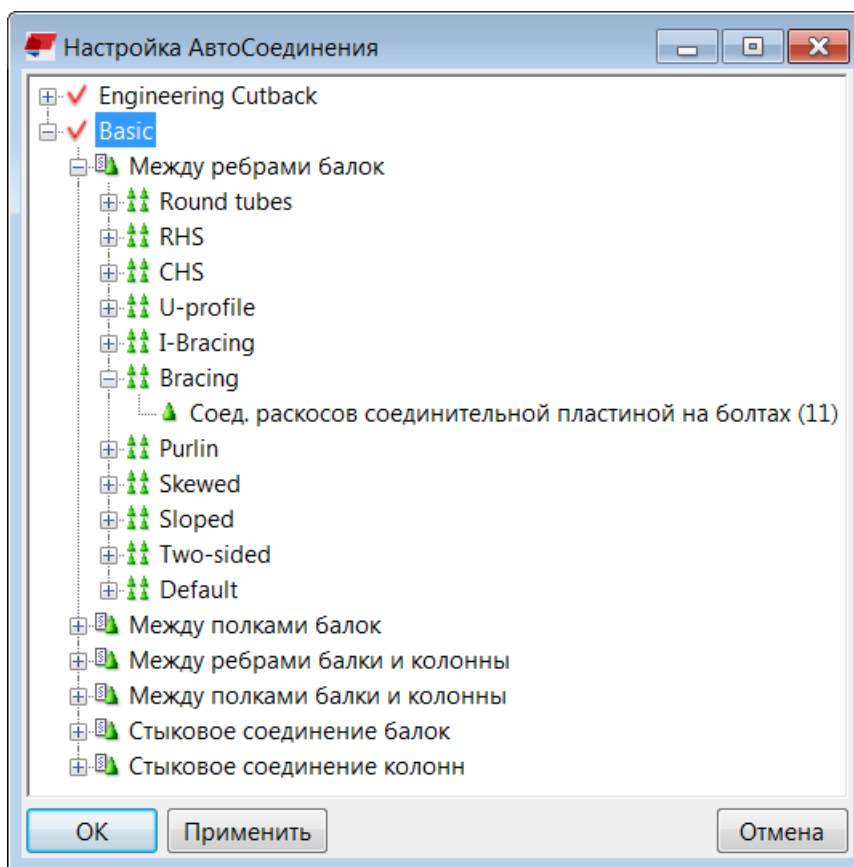 Настройка АвтоСоединения
Engineering Cutback
Basic
Между ребрами балок
Round tubes
RHS
CHS
U-profile
I-Bracing
Bracing
Соед. раскосов соединительной пластиной на болтах (11)
Purlin
Skewed
Sloped
Two-sided
Default
Между полками балок
Между ребрами балки и колонны
Между полками балки и колонны
Стыковое соединение балок
Стыковое соединение колонн
OK Применить Отмена